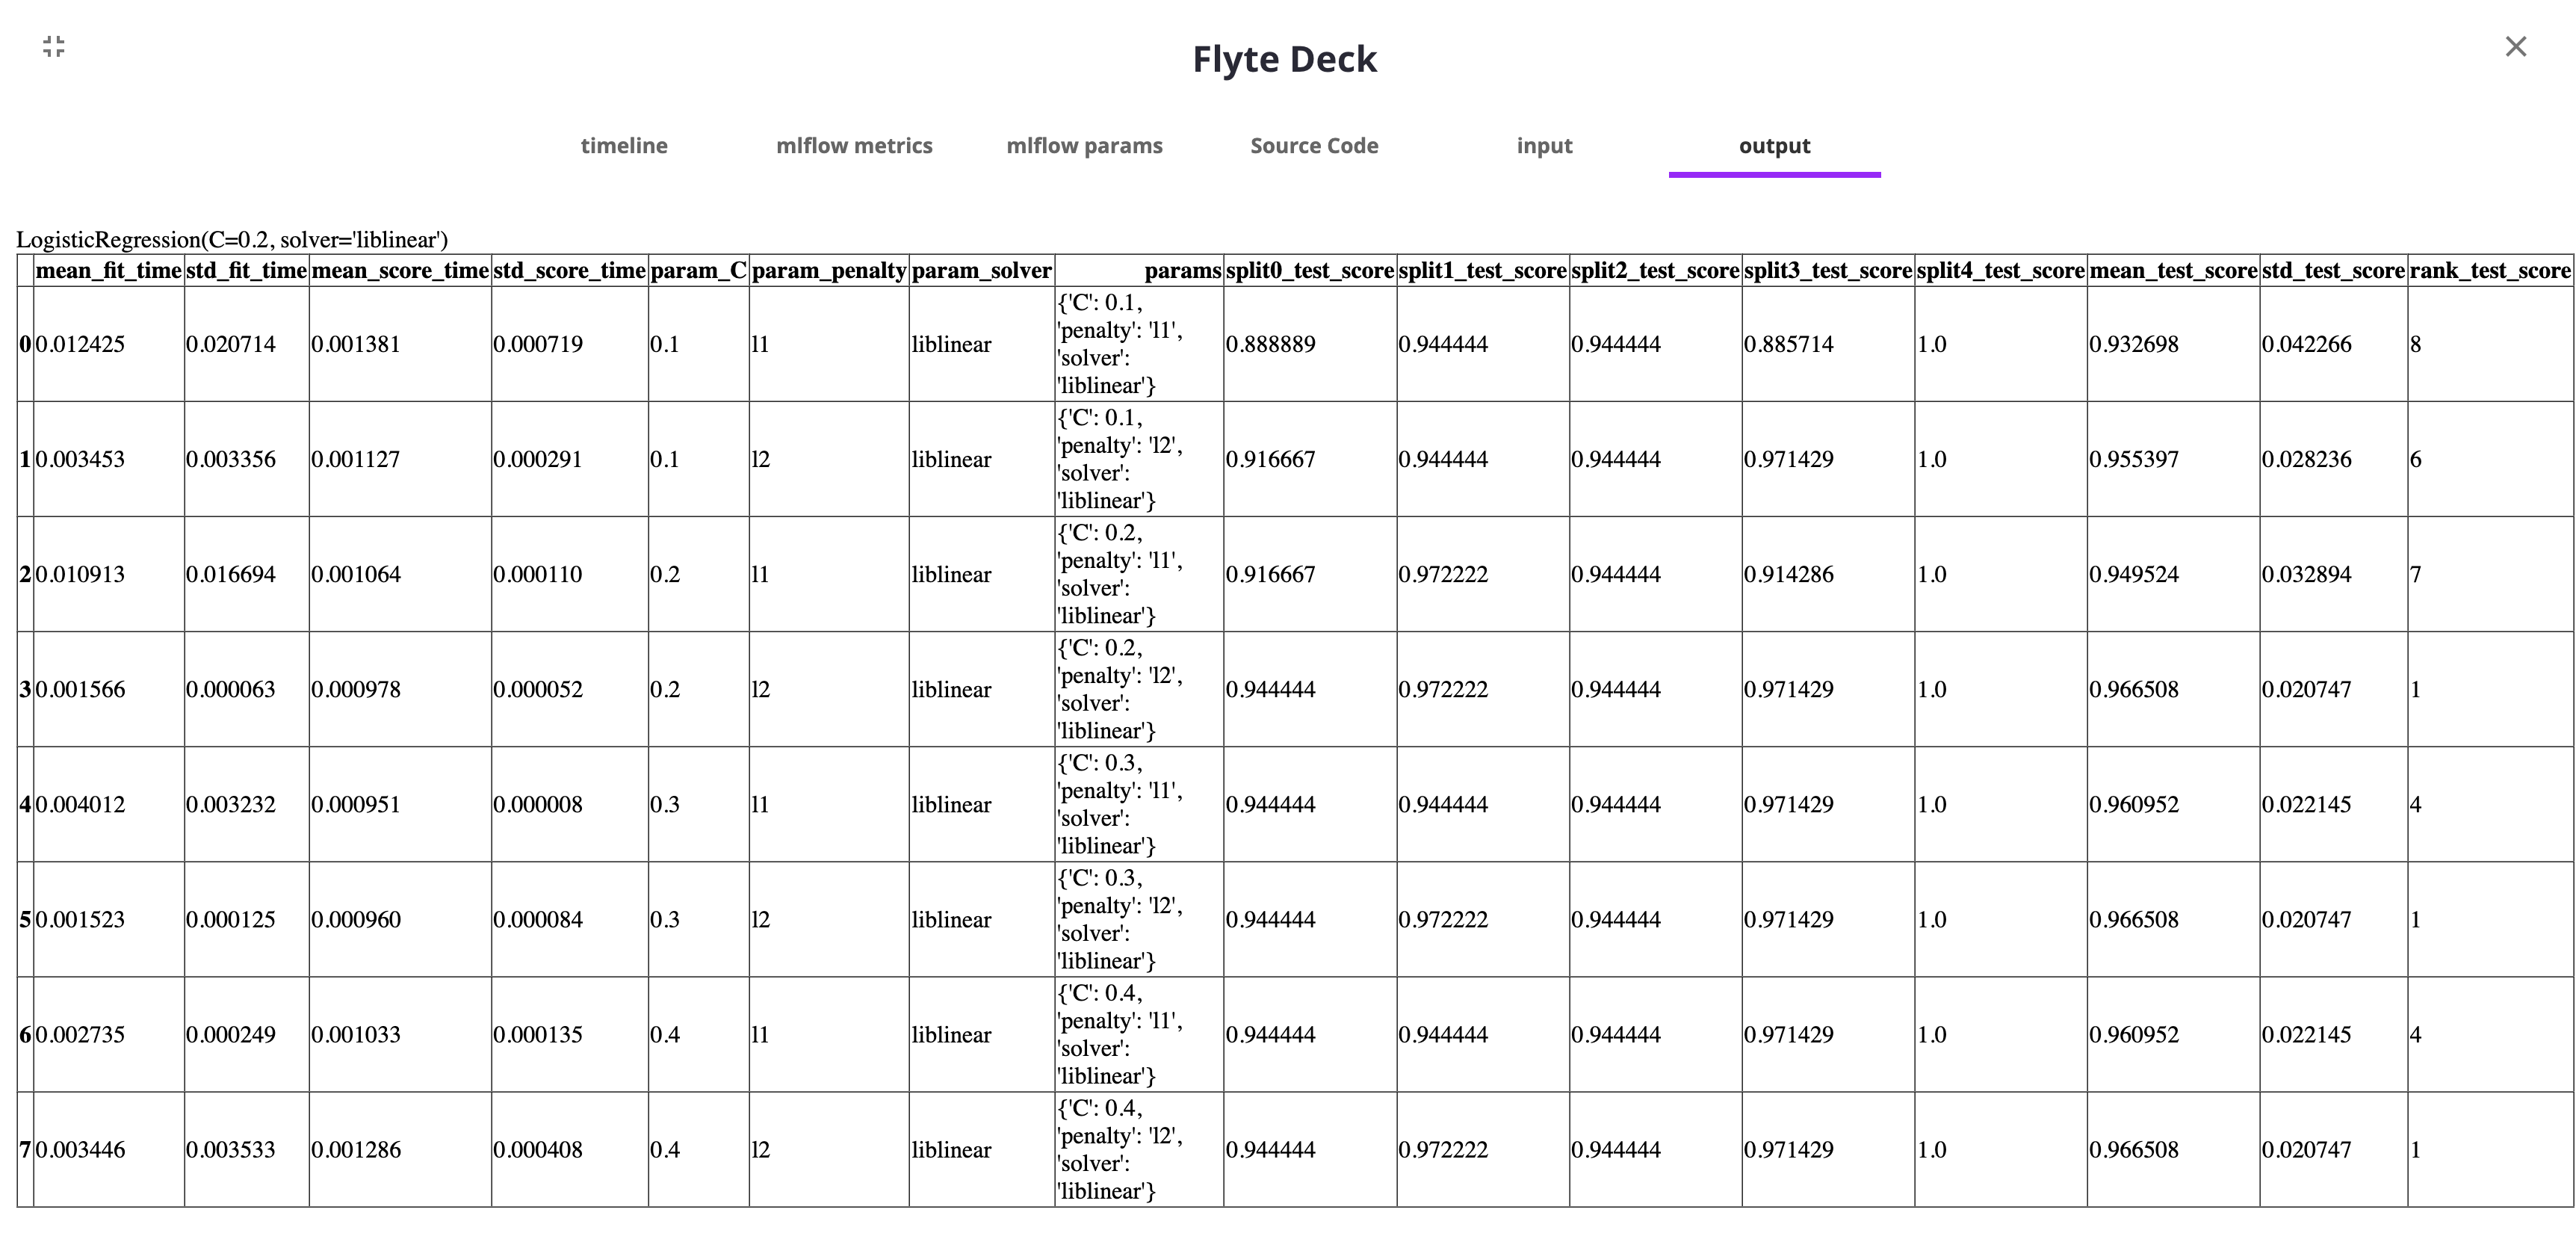 Flyte Deck
timeline mlflow metrics mlflow params Source Code input output
LogisticRegression(C=0.2, solver='liblinear')
mean_fit_time std_fit_time mean_score_time std_score_time param_C param_penalty param_solver params split0_test_score split1_test_score split2_test_score split3_test_score split4_test_score mean_test_score std_test_score rank_test_score
0 0.012425 0.020714 0.001381 0.000719 0.1 l1 liblinear {'C': 0.1, 'penalty': 'l1', 'solver': 'liblinear'} 0.888889 0.944444 0.944444 0.885714 1.0 0.932698 0.042266 8
1 0.003453 0.003356 0.001127 0.000291 0.1 l2 liblinear {'C': 0.1, 'penalty': 'l2', 'solver': 'liblinear'} 0.916667 0.944444 0.944444 0.971429 1.0 0.955397 0.028236 6
2 0.010913 0.016694 0.001064 0.000110 0.2 l1 liblinear {'C': 0.2, 'penalty': 'l1', 'solver': 'liblinear'} 0.916667 0.972222 0.944444 0.914286 1.0 0.949524 0.032894 7
3 0.001566 0.000063 0.000978 0.000052 0.2 l2 liblinear {'C': 0.2, 'penalty': 'l2', 'solver': 'liblinear'} 0.944444 0.972222 0.944444 0.971429 1.0 0.966508 0.020747 1
4 0.004012 0.003232 0.000951 0.000008 0.3 l1 liblinear {'C': 0.3, 'penalty': 'l1', 'solver': 'liblinear'} 0.944444 0.944444 0.944444 0.971429 1.0 0.960952 0.022145 4
5 0.001523 0.000125 0.000960 0.000084 0.3 l2 liblinear {'C': 0.3, 'penalty': 'l2', 'solver': 'liblinear'} 0.944444 0.972222 0.944444 0.971429 1.0 0.966508 0.020747 1
6 0.002735 0.000249 0.001033 0.000135 0.4 l1 liblinear {'C': 0.4, 'penalty': 'l1', 'solver': 'liblinear'} 0.944444 0.944444 0.944444 0.971429 1.0 0.960952 0.022145 4
7 0.003446 0.003533 0.001286 0.000408 0.4 l2 liblinear {'C': 0.4, 'penalty': 'l2', 'solver': 'liblinear'} 0.944444 0.972222 0.944444 0.971429 1.0 0.966508 0.020747 1